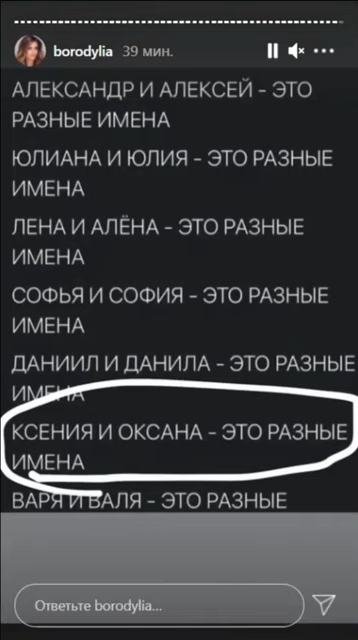 borodylia 39 мин.
АЛЕКСАНДР И АЛЕКСЕЙ - ЭТО
РАЗНЫЕ ИМЕНА
ЮЛИАНА И ЮЛИЯ - ЭТО РАЗНЫЕ
ИМЕНА
ЛЕНА И АЛЁНА - ЭТО РАЗНЫЕ
ИМЕНА
СОФЬЯ И СОФИЯ - ЭТО РАЗНЫЕ
ИМЕНА
ДАНИИЛ И ДАНИЛА - ЭТО РАЗНЫЕ
ИМЕНА
КСЕНИЯ И ОКСАНА - ЭТО РАЗНЫЕ
ИМЕНА
ВАРЯ И ВАЛЯ - ЭТО РАЗНЫЕ
Ответьте borodylia...